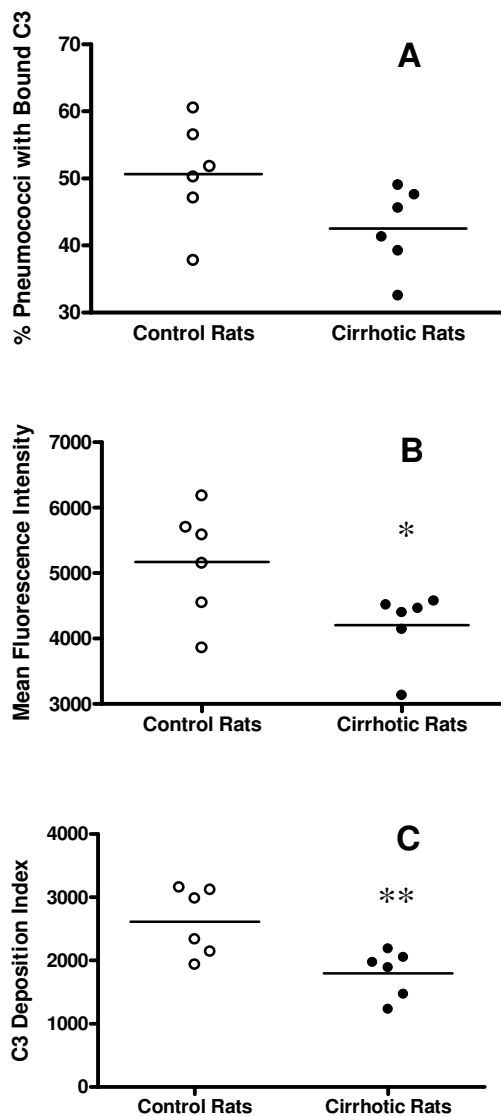 % Pneumococci with Bound C3
A
70
60
50
40
30
Control Rats Cirrhotic Rats
Mean Fluorescence Intensity
B
*
7000
6000
5000
4000
3000
Control Rats Cirrhotic Rats
C3 Deposition Index
C
**
4000
3000
2000
1000
0
Control Rats Cirrhotic Rats